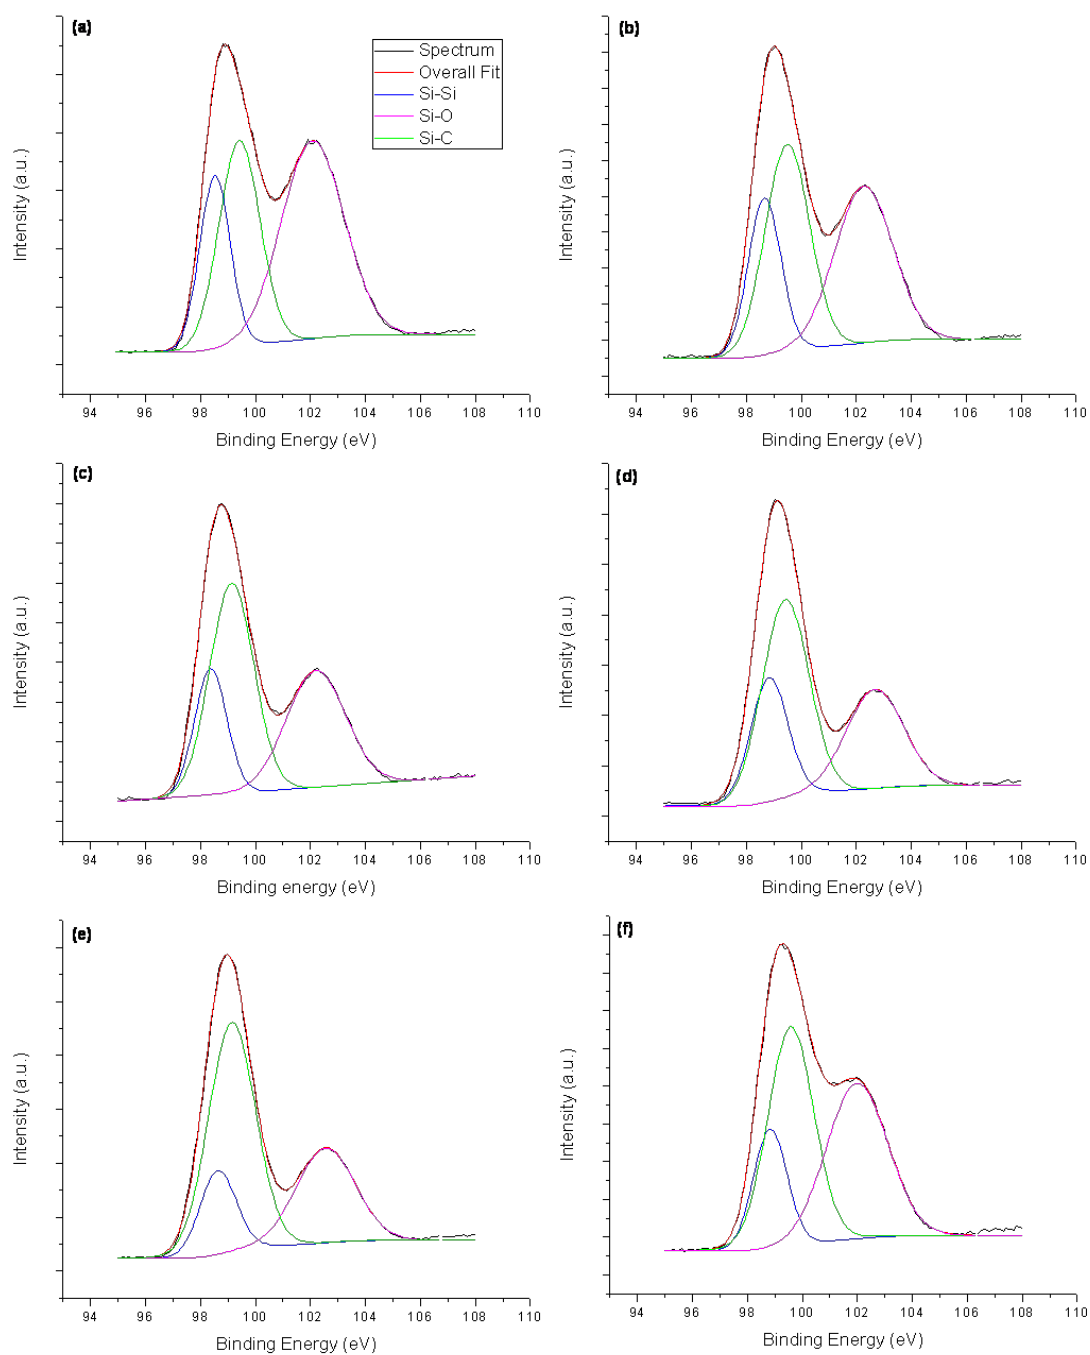 (a)
Spectrum
Overall Fit
Si-Si
Si-O
Si-C
Intensity (a.u.)
94 96 98 100 102 104 106 108 110
Binding Energy (eV)
(b)
Intensity (a.u.)
94 96 98 100 102 104 106 108 110
Binding Energy (eV)
(c)
Intensity (a.u.)
94 96 98 100 102 104 106 108 110
Binding energy (eV)
(d)
Intensity (a.u.)
94 96 98 100 102 104 106 108 110
Binding Energy (eV)
(e)
Intensity (a.u.)
94 96 98 100 102 104 106 108 110
Binding Energy (eV)
(f)
Intensity (a.u.)
94 96 98 100 102 104 106 108 110
Binding Energy (eV)